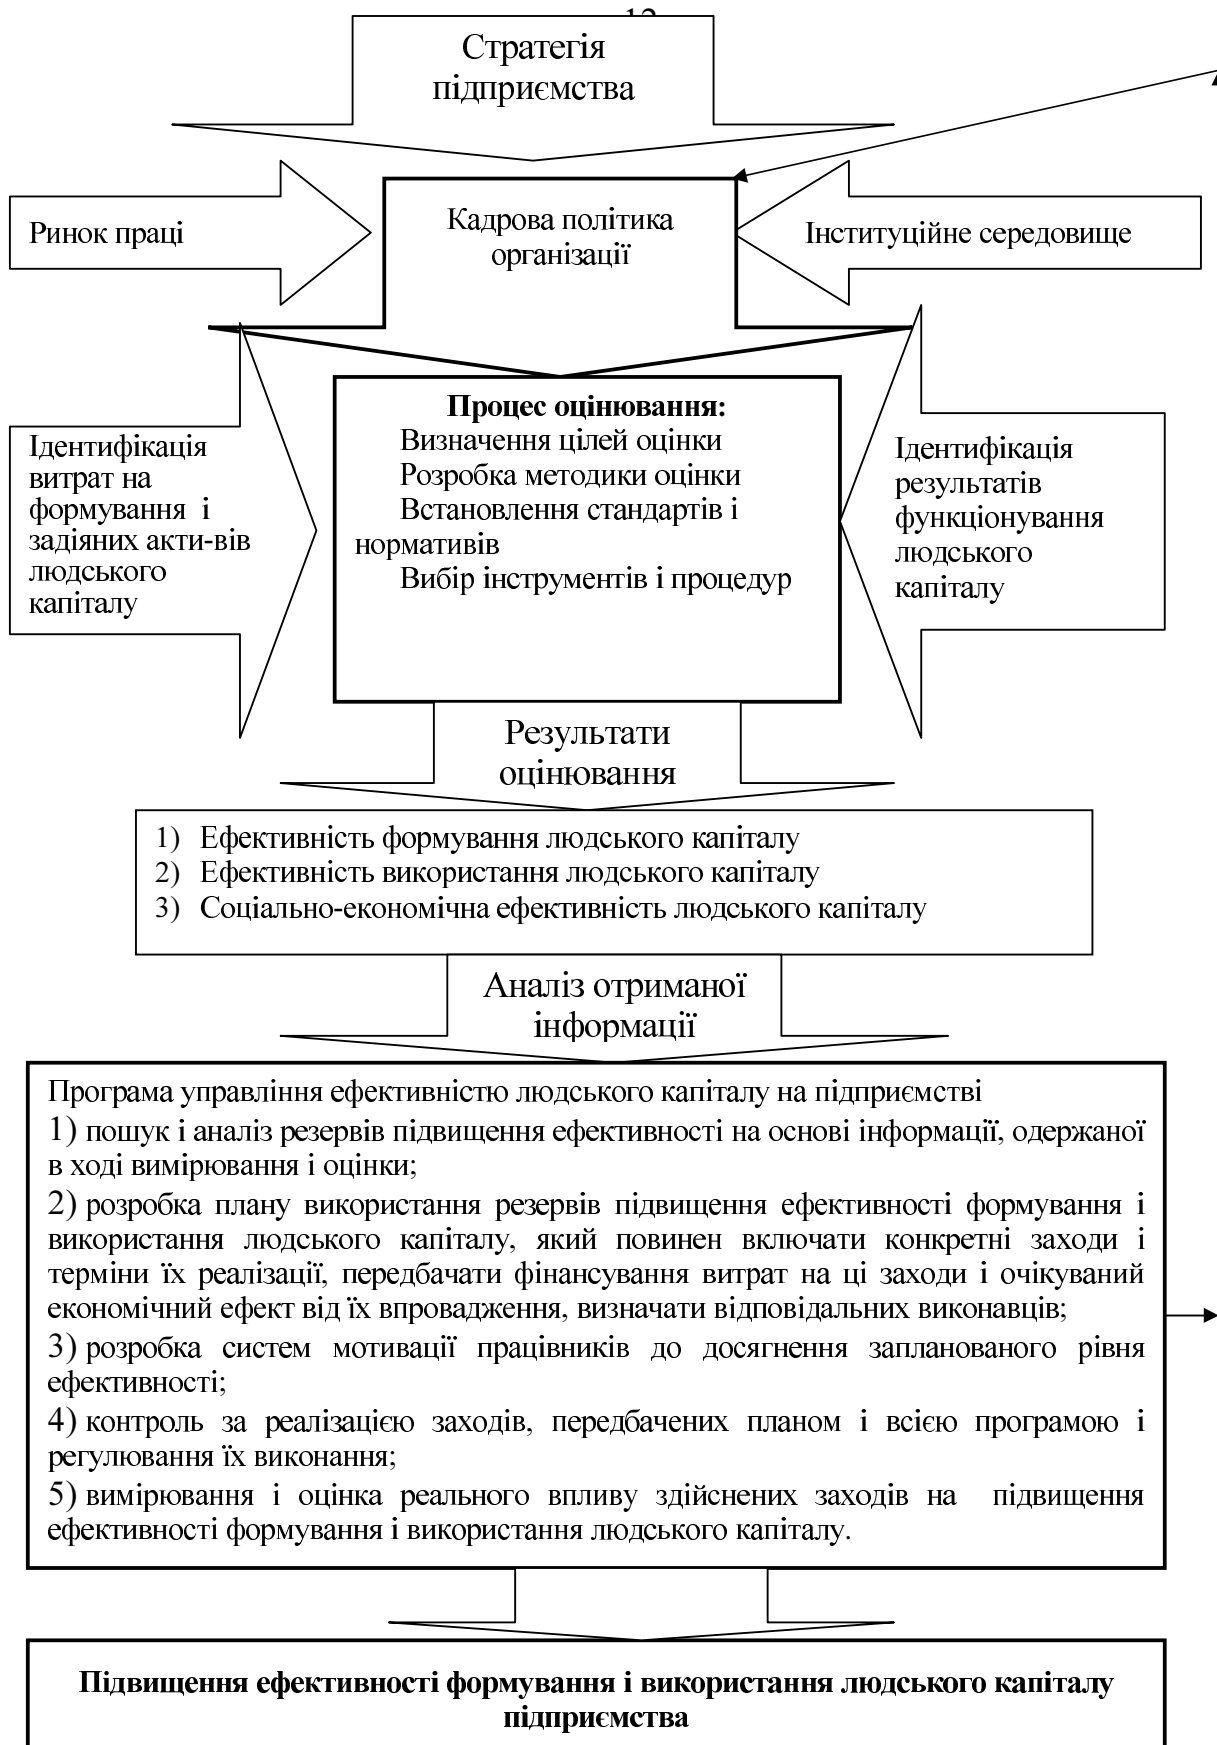 Стратегія
підприємства
Ринок праці
Кадрова політика
організації
Інституційне середовище
Ідентифікація
витрат на
формування і
задіяних акти-вів
людського
капіталу
Процес оцінювання:
Визначення цілей оцінки
Розробка методики оцінки
Встановлення стандартів і
нормативів
Вибір інструментів і процедур
Ідентифікація
результатів
функціонування
людського
капіталу
Результати
оцінювання
1) Ефективність формування людського капіталу
2) Ефективність використання людського капіталу
3) Соціально-економічна ефективність людського капіталу
Аналіз отриманої
інформації
Програма управління ефективністю людського капіталу на підприємстві
1) пошук і аналіз резервів підвищення ефективності на основі інформації, одержаної
в ході вимірювання і оцінки;
2) розробка плану використання резервів підвищення ефективності формування і
використання людського капіталу, який повинен включати конкретні заходи і
терміни їх реалізації, передбачати фінансування витрат на ці заходи і очікуваний
економічний ефект від їх впровадження, визначати відповідальних виконавців;
3) розробка систем мотивації працівників до досягнення запланованого рівня
ефективності;
4) контроль за реалізацією заходів, передбачених планом і всією програмою і
регулювання їх виконання;
5) вимірювання і оцінка реального впливу здійснених заходів на підвищення
ефективності формування і використання людського капіталу.
Підвищення ефективності формування і використання людського капіталу
підприємства